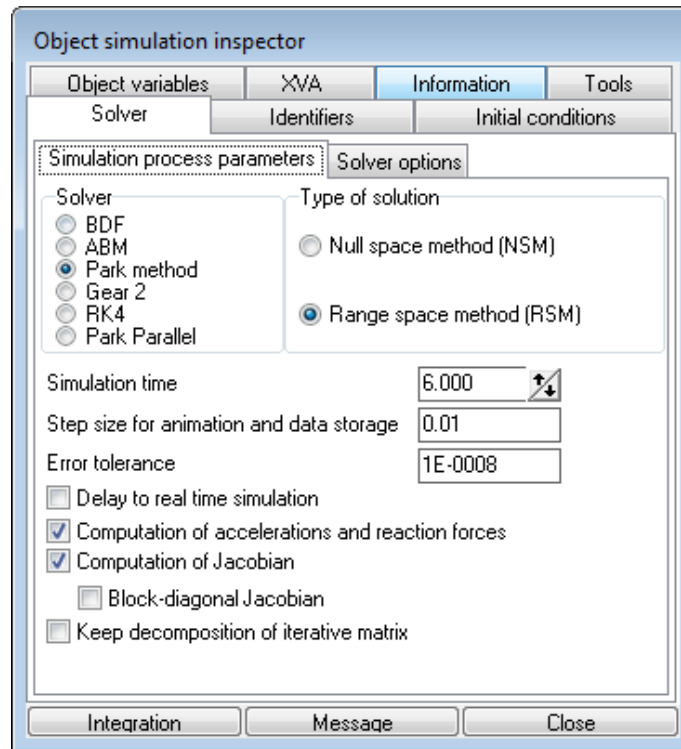 Object simulation inspector
Object variables XVA Information Tools
Solver Identifiers Initial conditions
Simulation process parameters Solver options
Solver Type of solution
BDF
ABM
Null space method (NSM)
Park method
Gear 2
Range space method (RSM)
RK4
Park Parallel
Simulation time 6.000
Step size for animation and data storage 0.01
Error tolerance 1E-0008
Delay to real time simulation
Computation of accelerations and reaction forces
Computation of Jacobian
Block-diagonal Jacobian
Keep decomposition of iterative matrix
Integration Message Close